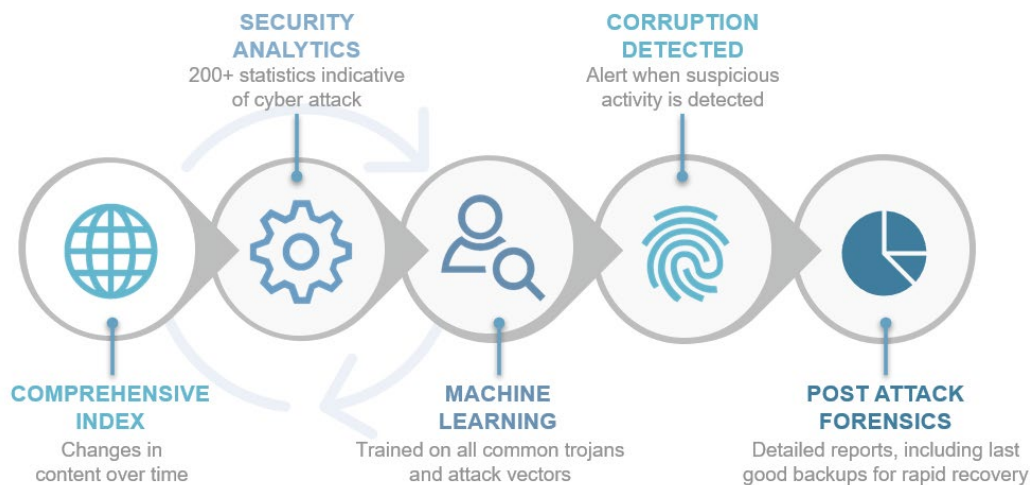 SECURITY
ANALYTICS
200+ statistics indicative
of cyber attack
CORRUPTION
DETECTED
Alert when suspicious
activity is detected
COMPREHENSIVE
INDEX
Changes in
content over time
MACHINE
LEARNING
Trained on all common trojans
and attack vectors
POST ATTACK
FORENSICS
Detailed reports, including last
good backups for rapid recovery